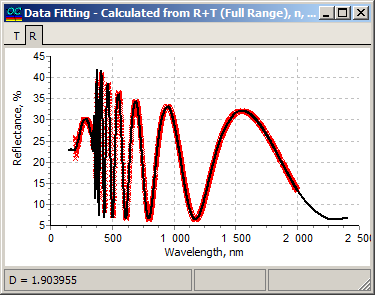 OC Data Fitting - Calculated from R+T (Full Range), n, ...
T R
45
40
35
30
25
20
15
10
5
Reflectance, %
0 500 1 000 1 500 2 000 2 500
Wavelength, nm
D = 1.903955